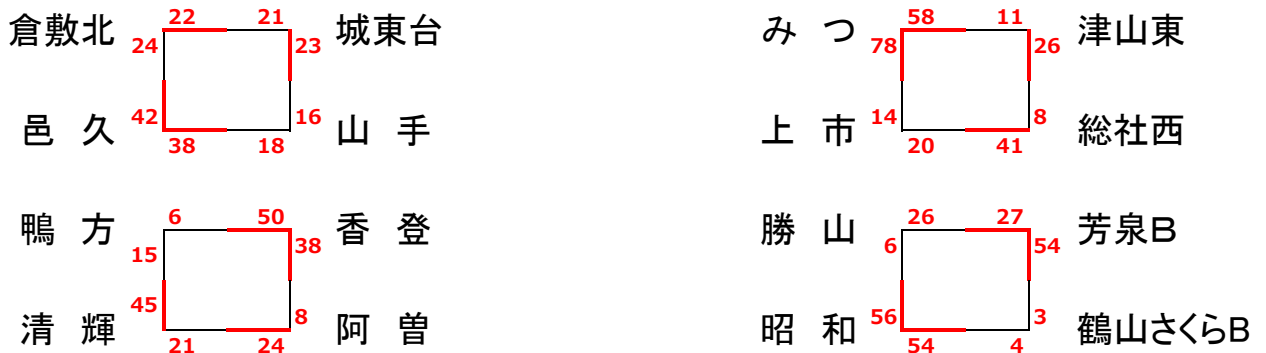 22 21 58 11
倉敷北 24 23 城東台 み つ 78 26 津山東
邑 久 42 16 山 手 上 市 14 8 総社西
38 18 20 41
6 50 26 27
鴨 方 15 38 香 登 勝 山 6 54 芳泉B
清 輝 45 8 阿 曽 昭 和 56 3 鶴山さくらB
21 24 54 4